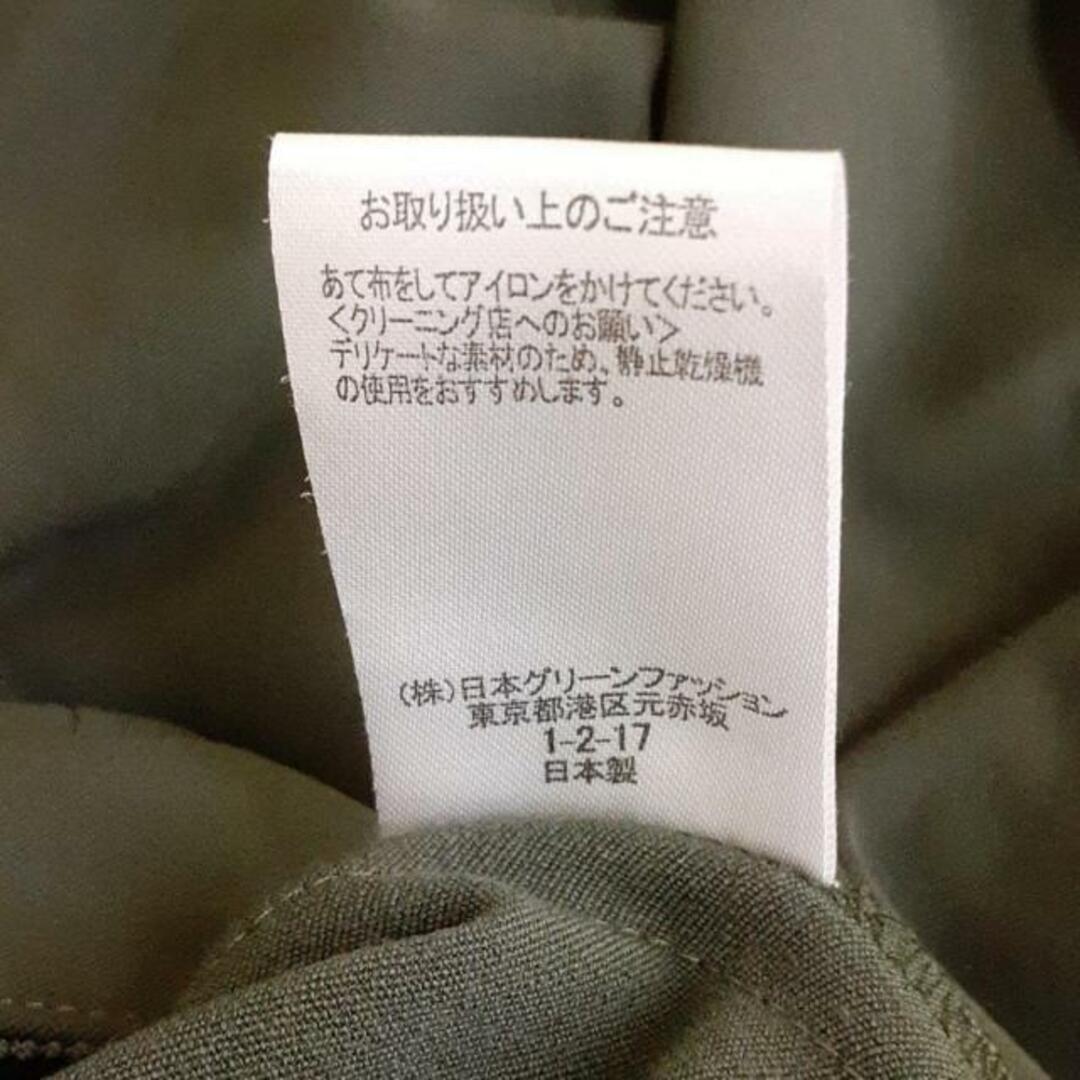 お取り扱い上のご注意
あて布をしてアイロンをかけてください。
<クリーニング店へのお願い>
デリケートな素材のため、静止乾燥機
の使用をおすすめします。
(株)日本グリーンファッション
東京都港区元赤坂
1-2-17
日本製